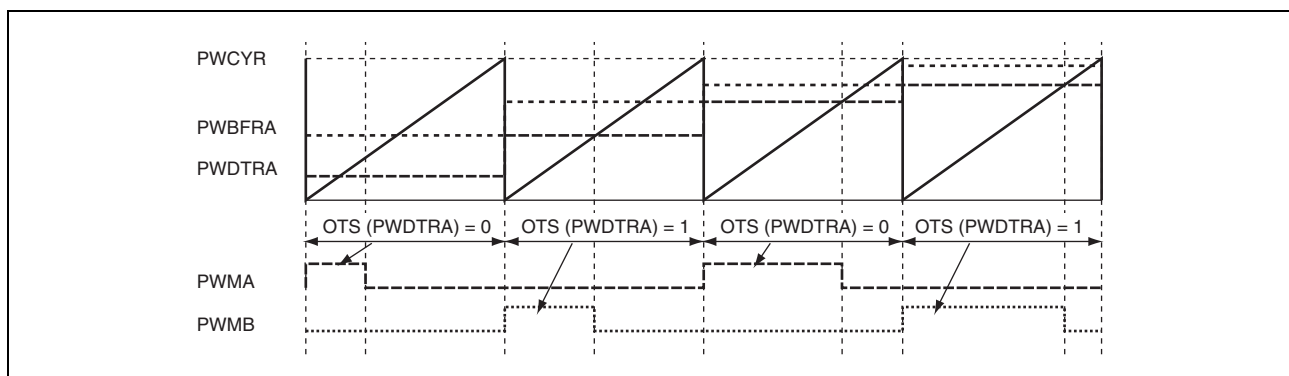 PWCYR
PWBFRA
PWDTRA
OTS (PWDTRA) = 0 OTS (PWDTRA) = 1 OTS (PWDTRA) = 0 OTS (PWDTRA) = 1
PWMA
PWMB